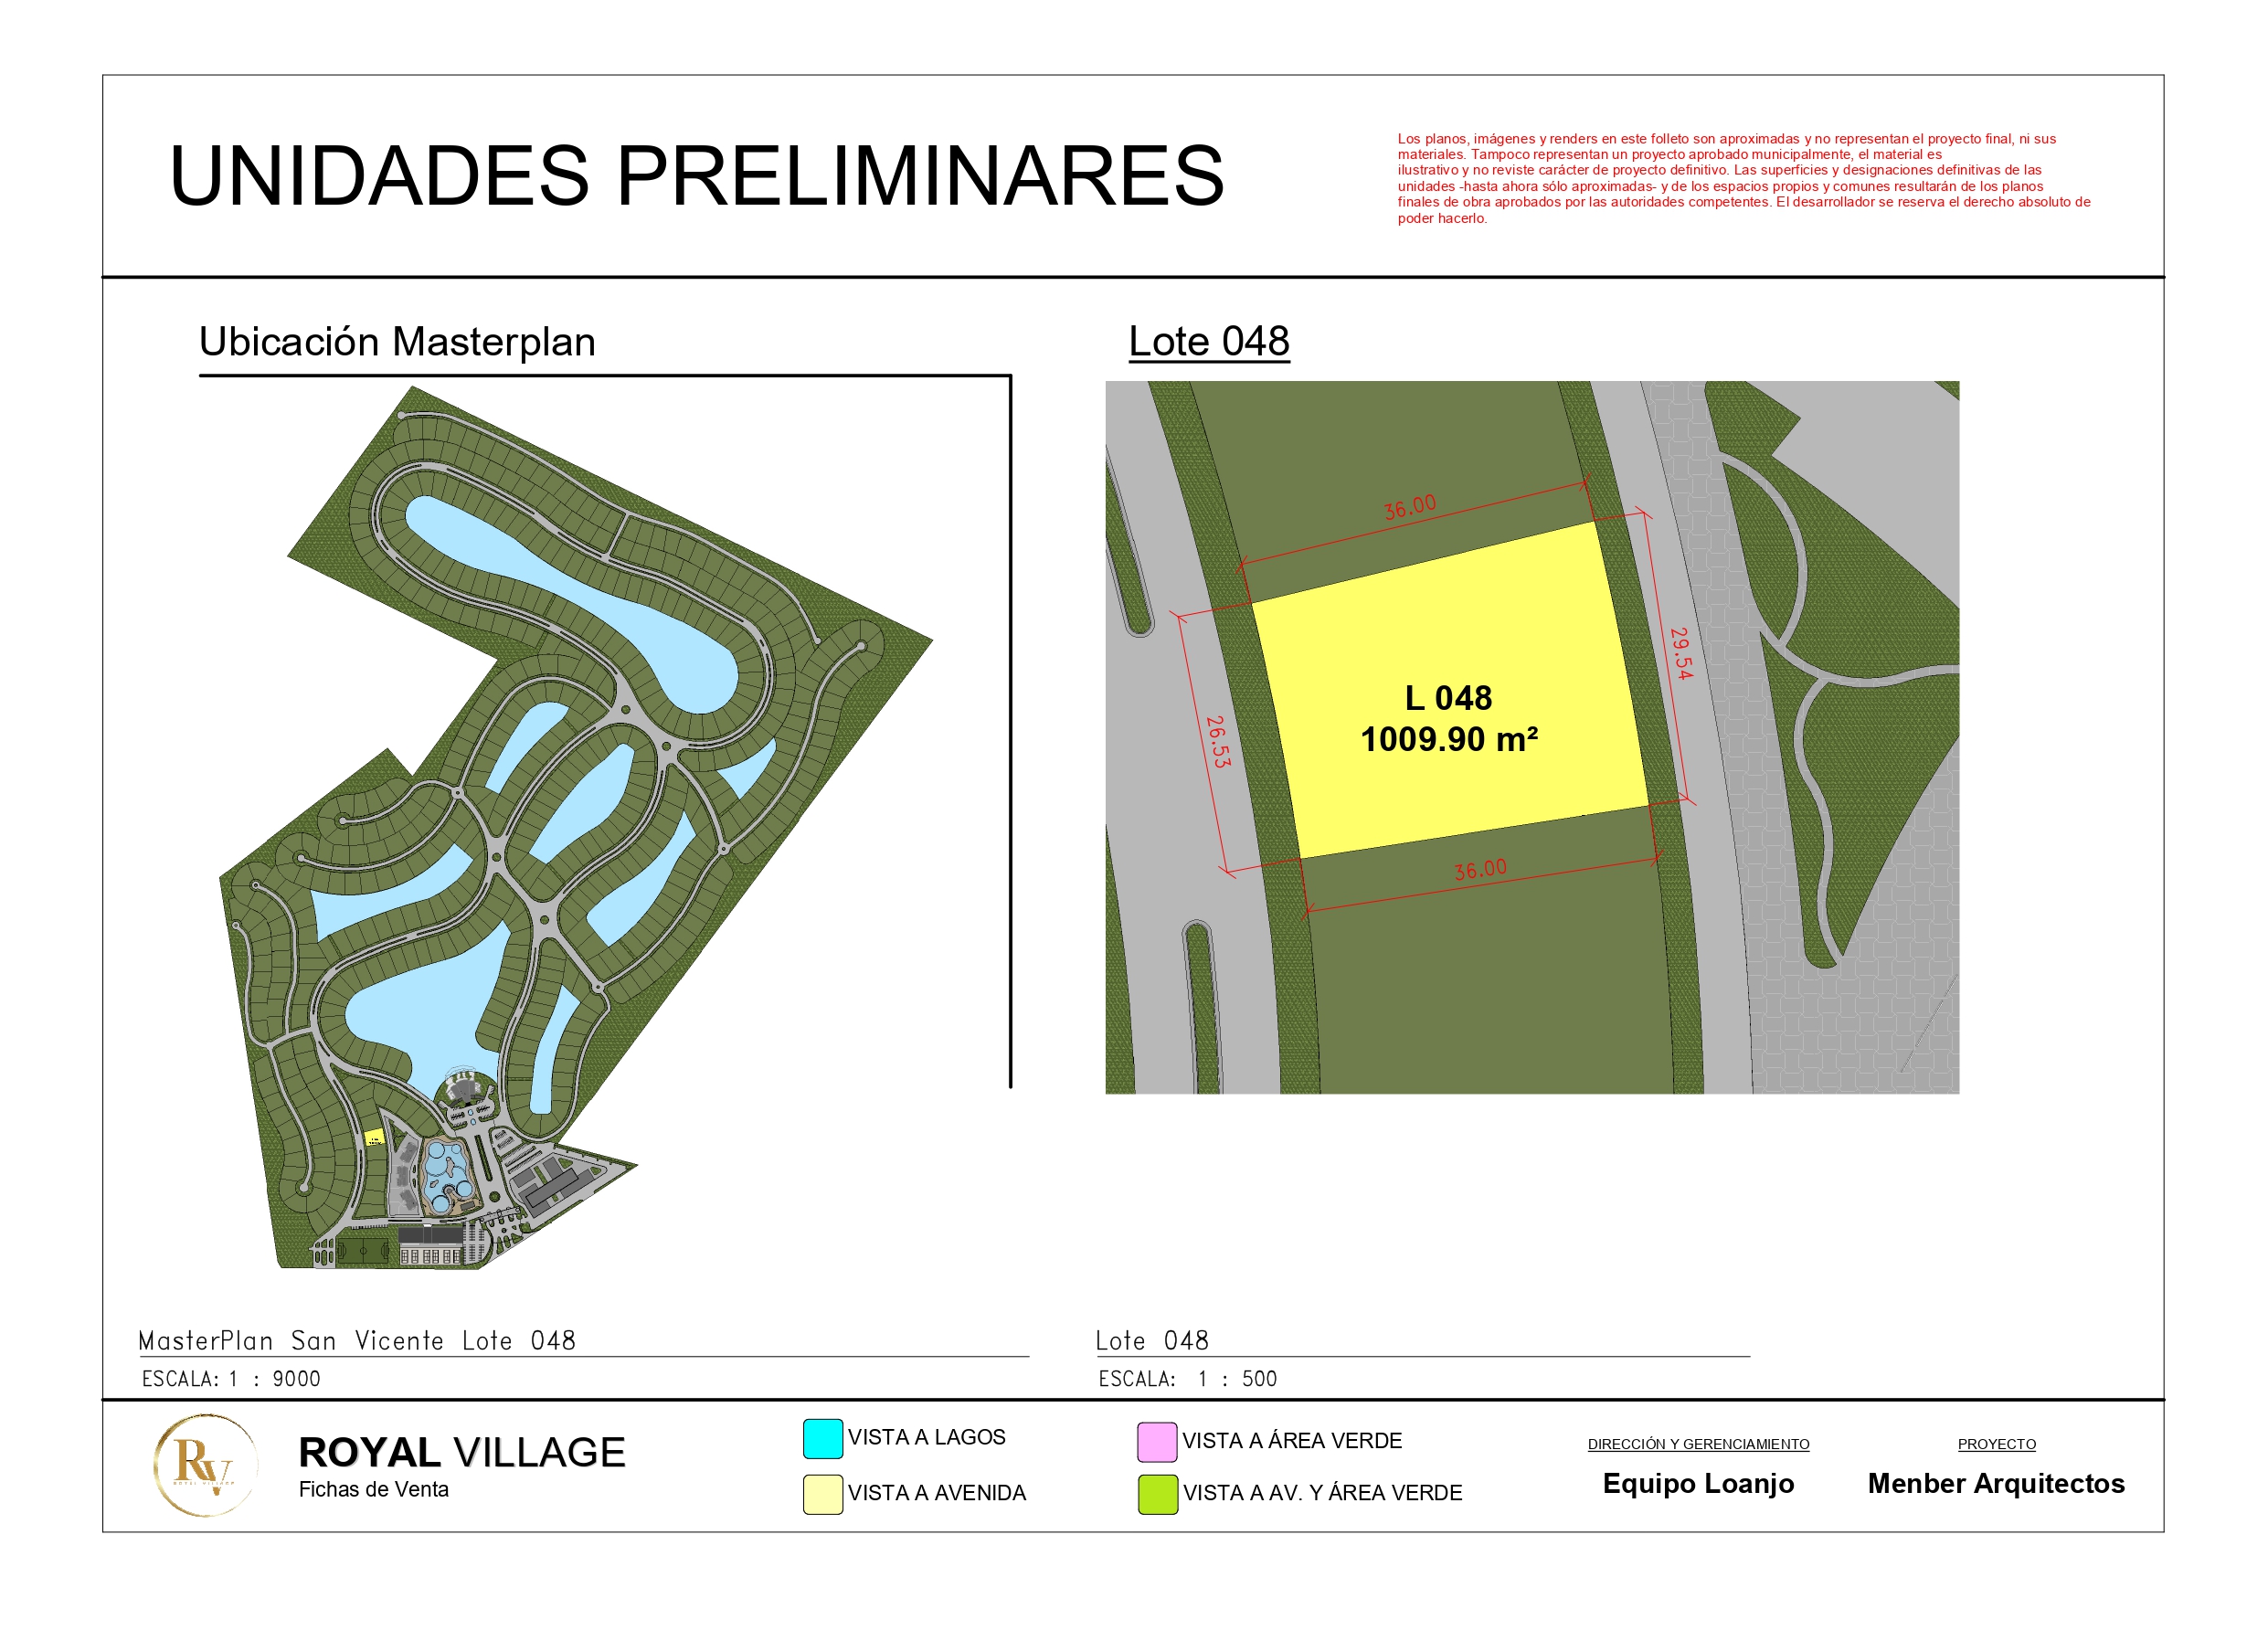 UNIDADES PRELIMINARES
Los planos, imágenes y renders en este folleto son aproximadas y no representan el proyecto final, ni sus
materiales. Tampoco representan un proyecto aprobado municipalmente, el material es
ilustrativo y no reviste carácter de proyecto definitivo. Las superficies y designaciones definitivas de las
unidades -hasta ahora sólo aproximadas- y de los espacios propios y comunes resultarán de los planos
finales de obra aprobados por las autoridades competentes. El desarrollador se reserva el derecho absoluto de
poder hacerlo.
Ubicación Masterplan
Lote 048
36.00
29.54
26.53
L 048
1009.90 m²
36.00
MasterPlan San Vicente Lote 048
ESCALA: 1 : 9000
Lote 048
ESCALA: 1 : 500
RV
ROYAL VILLAGE
ROYAL VILLAGE
Fichas de Venta
VISTA A LAGOS
VISTA A AVENIDA
VISTA A ÁREA VERDE
VISTA A AV. Y ÁREA VERDE
DIRECCIÓN Y GERENCIAMIENTO
Equipo Loanjo
PROYECTO
Menber Arquitectos